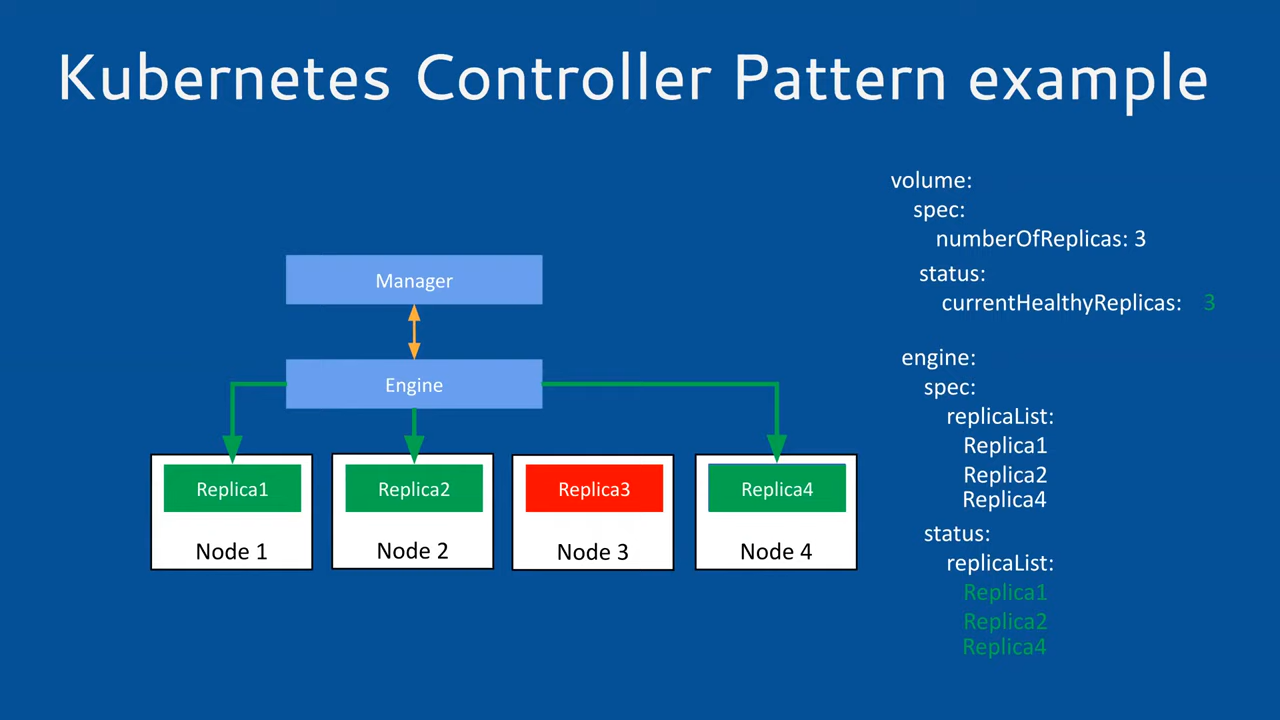 Kubernetes Controller Pattern example
Manager
Engine
Replica1
Replica2
Replica3
Replica4
Node 1
Node 2
Node 3
Node 4
volume:
spec:
numberOfReplicas: 3
status:
currentHealthyReplicas: 3
engine:
spec:
replicaList:
Replica1
Replica2
Replica4
status:
replicaList:
Replica1
Replica2
Replica4